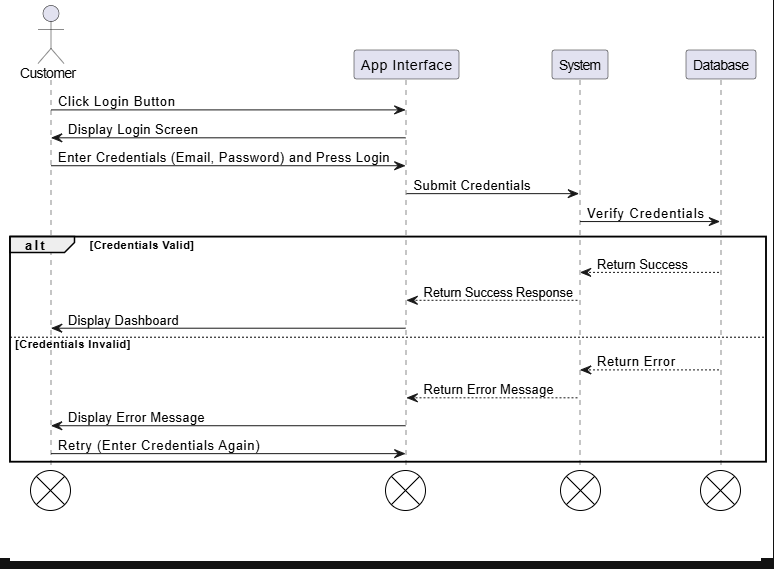 Customer
App Interface
System
Database
Click Login Button
Display Login Screen
Enter Credentials (Email, Password) and Press Login
Submit Credentials
Verify Credentials
alt
[Credentials Valid]
Return Success
Return Success Response
Display Dashboard
[Credentials Invalid]
Return Error
Return Error Message
Display Error Message
Retry (Enter Credentials Again)